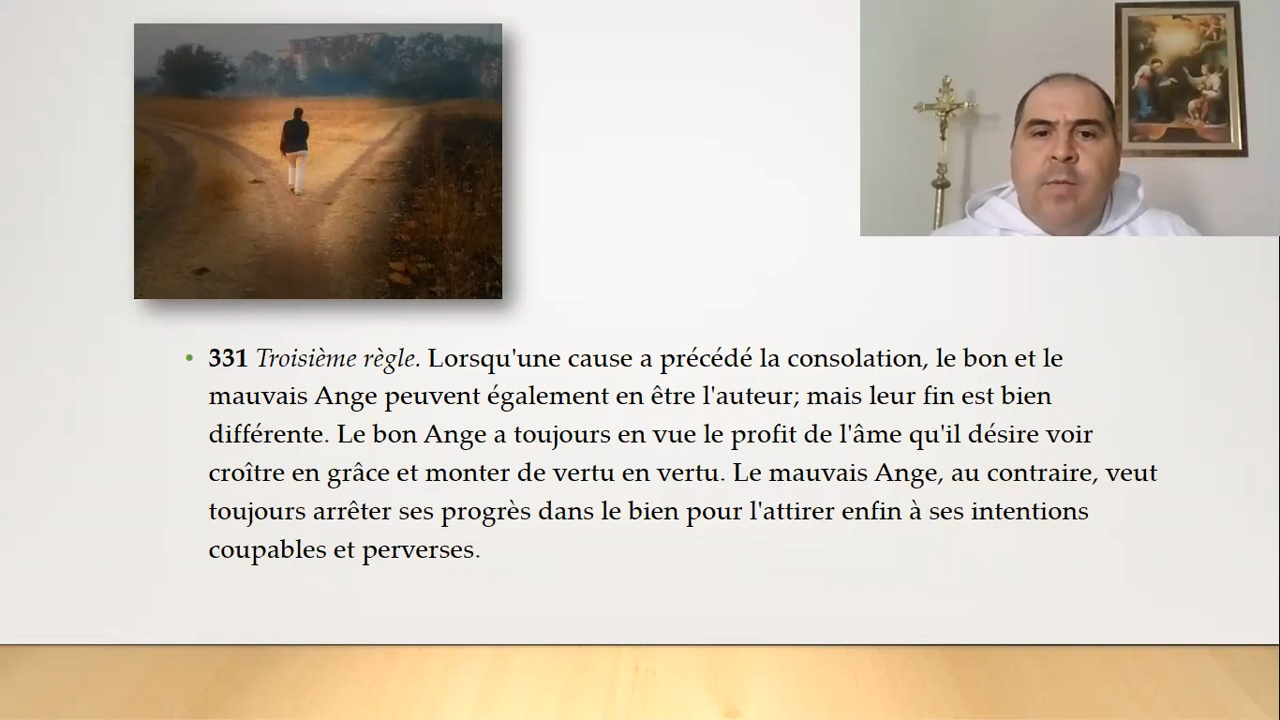 • 331 Troisième règle. Lorsqu'une cause a précédé la consolation, le bon et le
mauvais Ange peuvent également en être l'auteur; mais leur fin est bien
différente. Le bon Ange a toujours en vue le profit de l'âme qu'il désire voir
croître en grâce et monter de vertu en vertu. Le mauvais Ange, au contraire, veut
toujours arrêter ses progrès dans le bien pour l'attirer enfin à ses intentions
coupables et perverses.